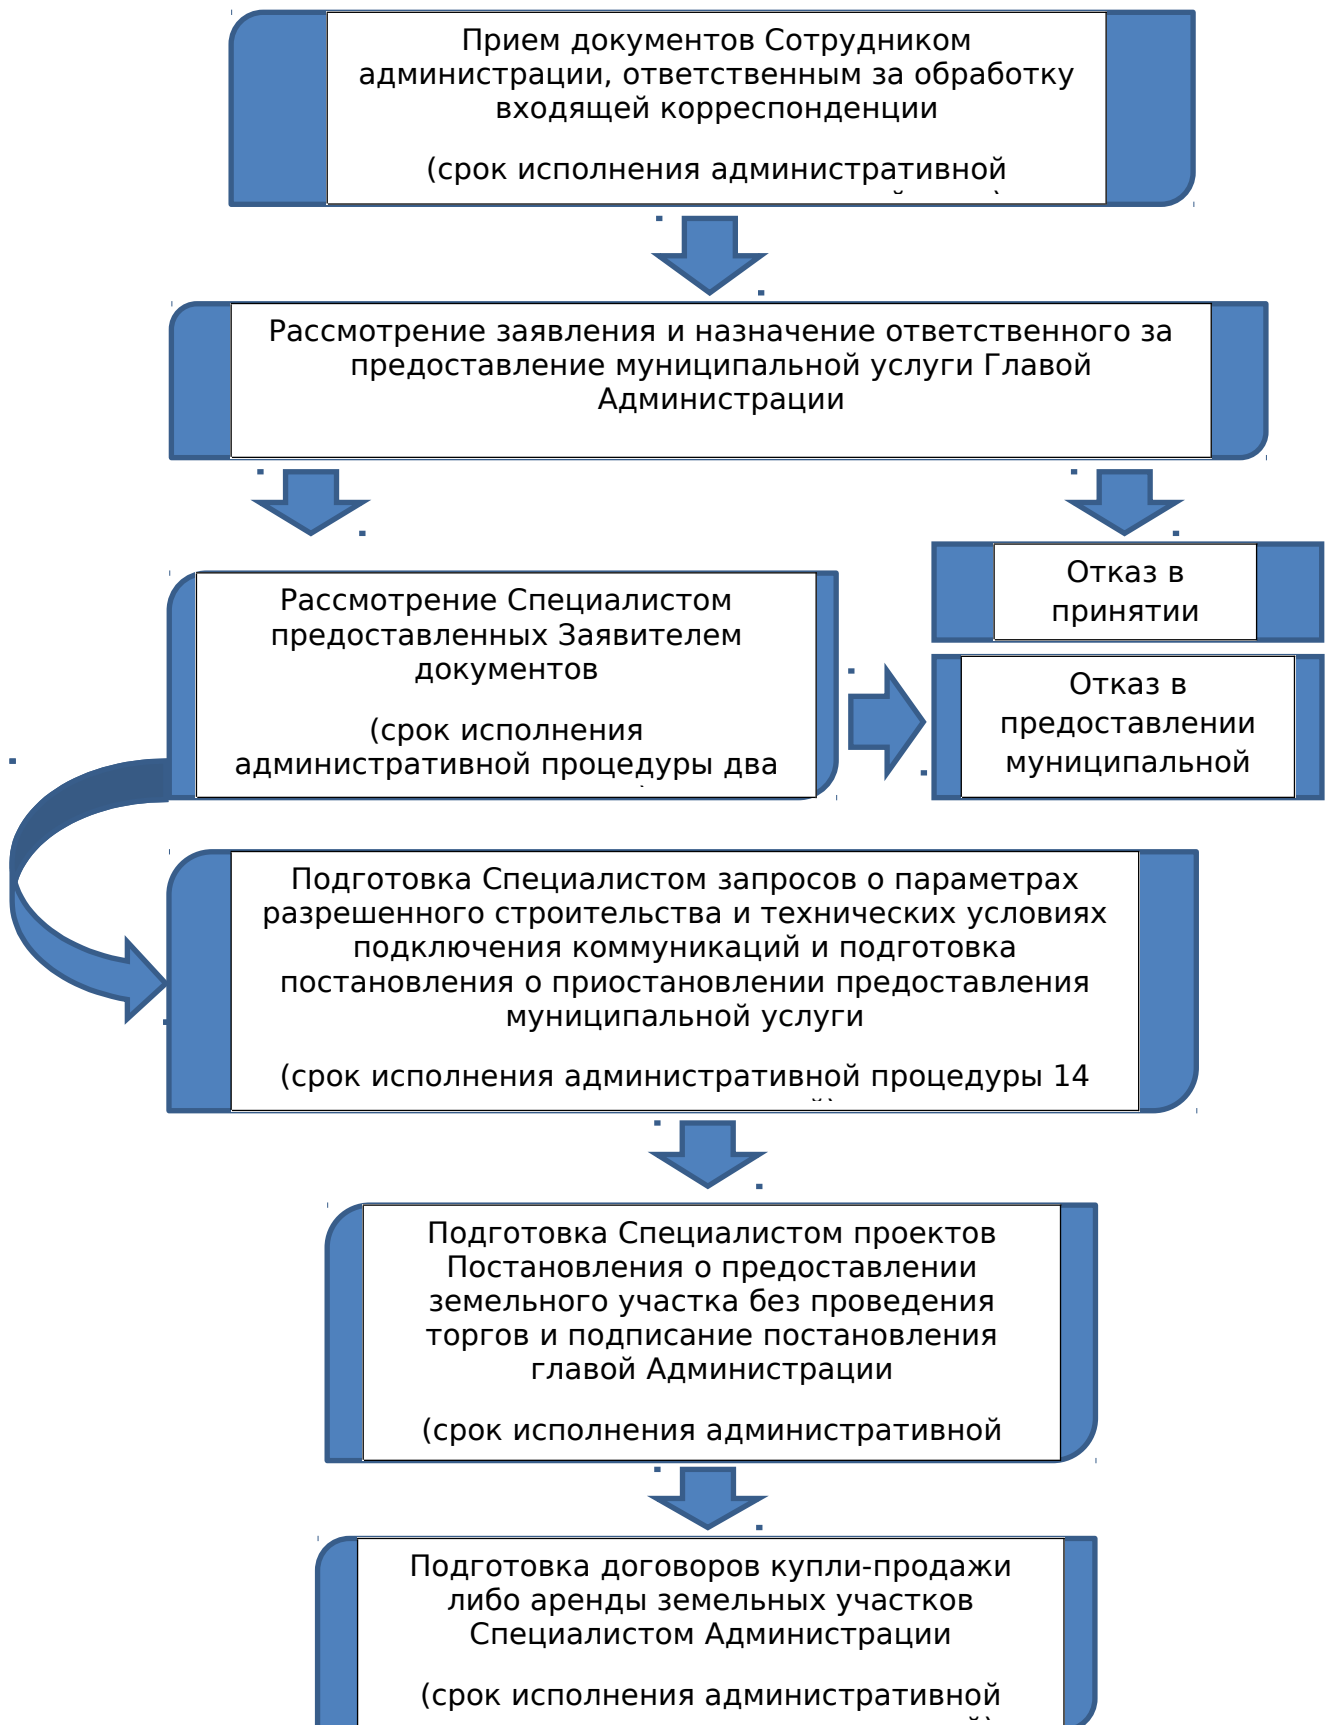 Прием документов Сотрудником
администрации, ответственным за обработку
входящей корреспонденции
(срок исполнения административной
Рассмотрение заявления и назначение ответственного за
предоставление муниципальной услуги Главой
Администрации
Отказ в
принятии
Рассмотрение Специалистом
предоставленных Заявителем
документов
(срок исполнения
административной процедуры два
Отказ в
предоставлении
муниципальной
Подготовка Специалистом запросов о параметрах
разрешенного строительства и технических условиях
подключения коммуникаций и подготовка
постановления о приостановлении предоставления
муниципальной услуги
(срок исполнения административной процедуры 14
Подготовка Специалистом проектов
Постановления о предоставлении
земельного участка без проведения
торгов и подписание постановления
главой Администрации
(срок исполнения административной
Подготовка договоров купли-продажи
либо аренды земельных участков
Специалистом Администрации
(срок исполнения административной